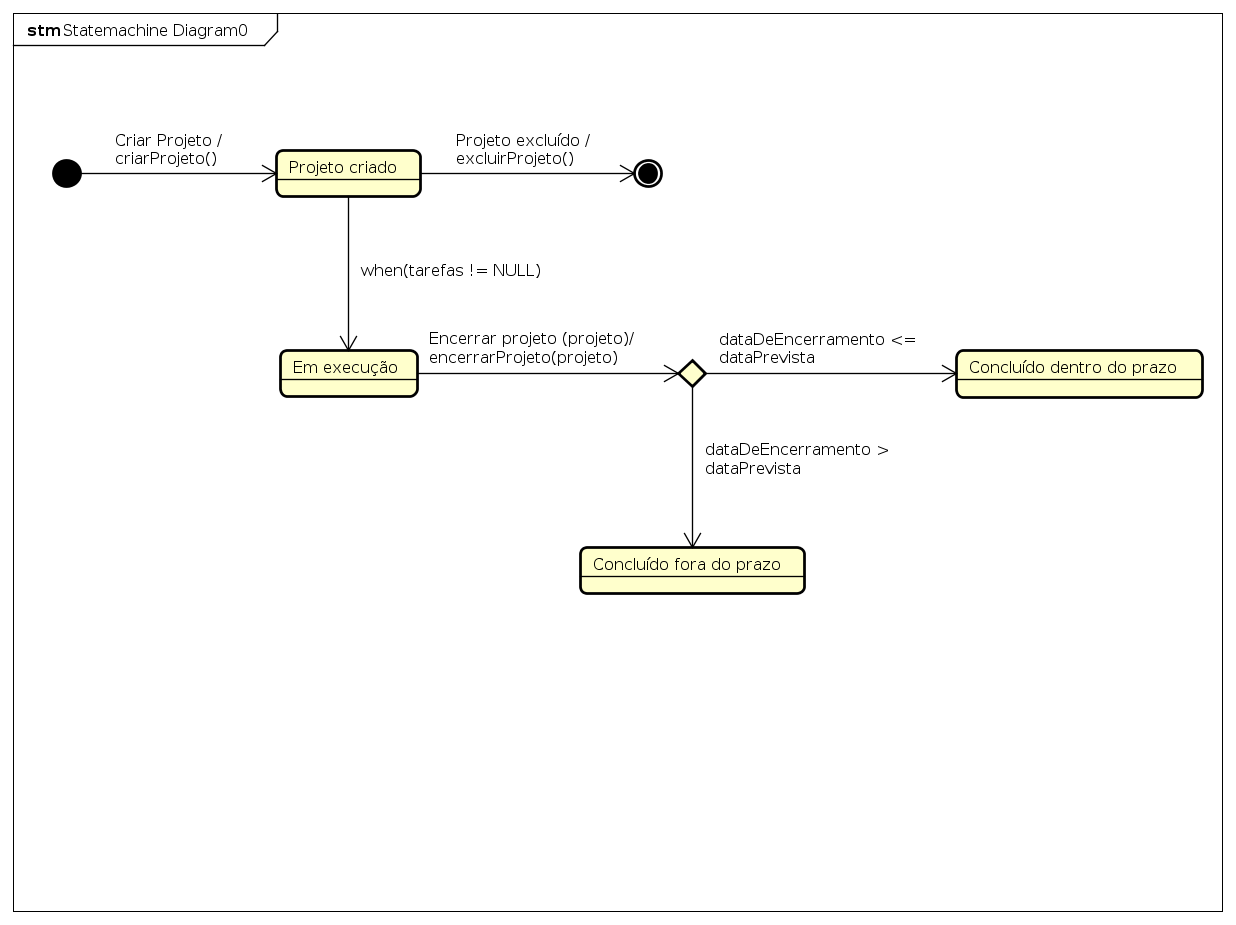 stm Statemachine Diagram0
Criar Projeto /
criarProjeto()
Projeto excluído /
excluirProjeto()
Projeto criado
when(tarefas != NULL)
Encerrar projeto (projeto)/
encerrarProjeto(projeto)
dataDeEncerramento <=
dataPrevista
Em execução
Concluído dentro do prazo
dataDeEncerramento >
dataPrevista
Concluído fora do prazo